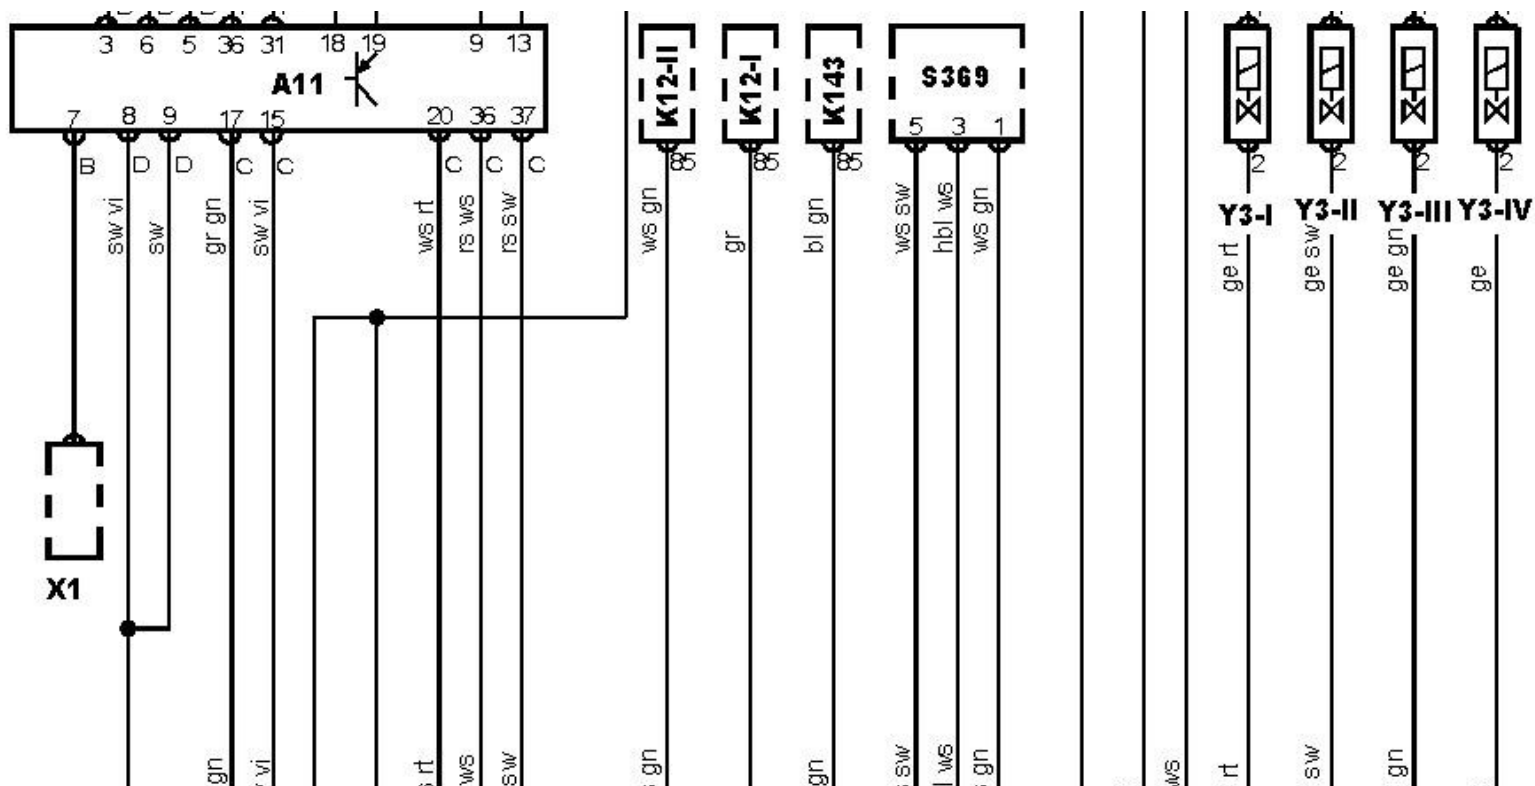 3 6 5 36 31 18 19 9 13
A11
7 8 9 17 15 20 36 37
B D D C C C C C
K12-II
K12-I
K143
S369
5 3 1
85 85 85
2 2 2 2
Y3-I Y3-II Y3-III Y3-IV
sw vi
sw
gr gn
sw vi
ws rt
rs ws
rs sw
ws gn
gr
bl gn
ws sw
hbl ws
ws gn
ge rt
ge sw
ge gn
ge
X1
gn
vi
rt
ws
sw
gn
gn
sw
ws
gn
ws
rt
sw
gn